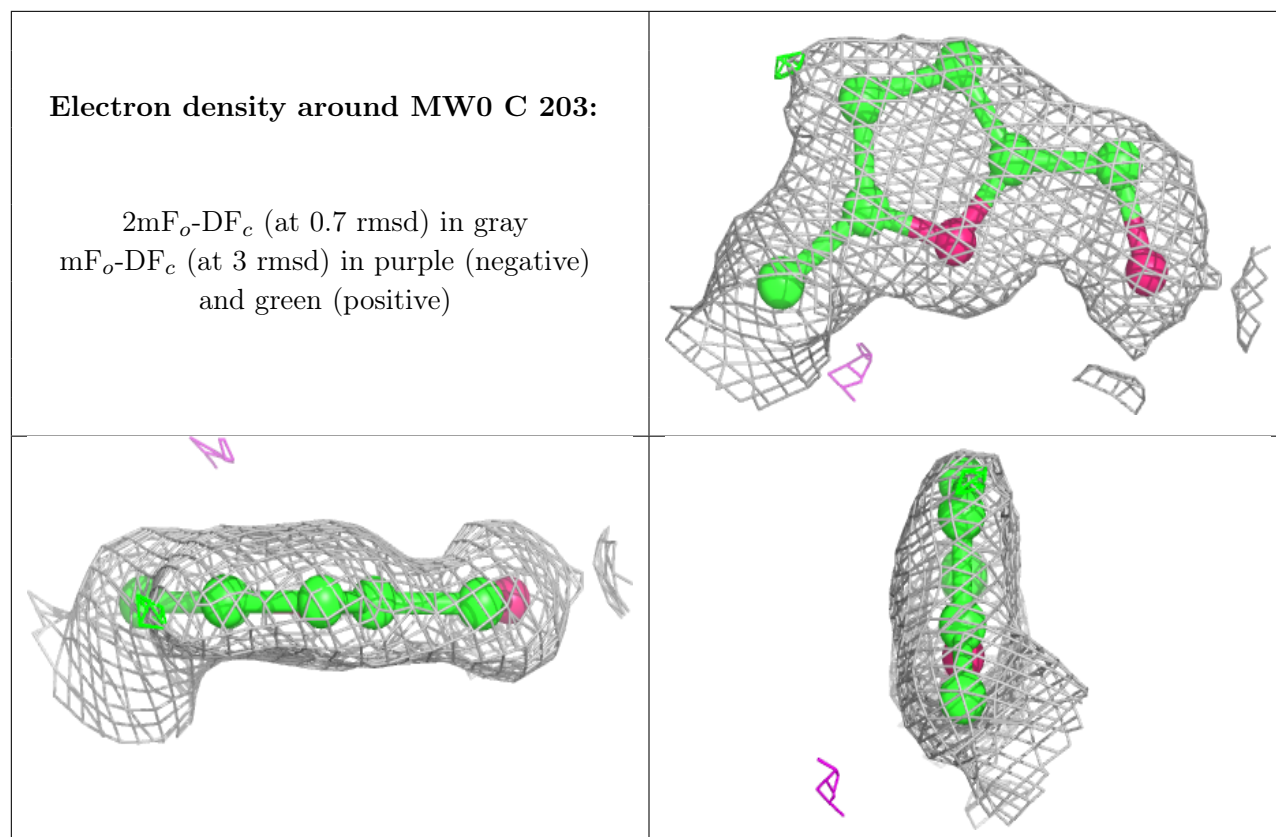 Electron density around MW0 C 203:
2mFo-DFc (at 0.7 rmsd) in gray
mFo-DFc (at 3 rmsd) in purple (negative)
and green (positive)